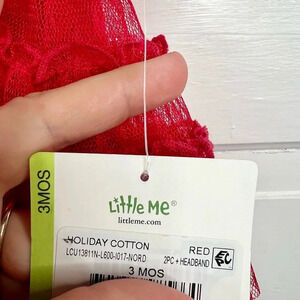 3MOS
Little Me®
littleme.com
HOLIDAY COTTON RED
LCU13811N-L600-I017-NORD 2PC + HEADBAND
3 MOS